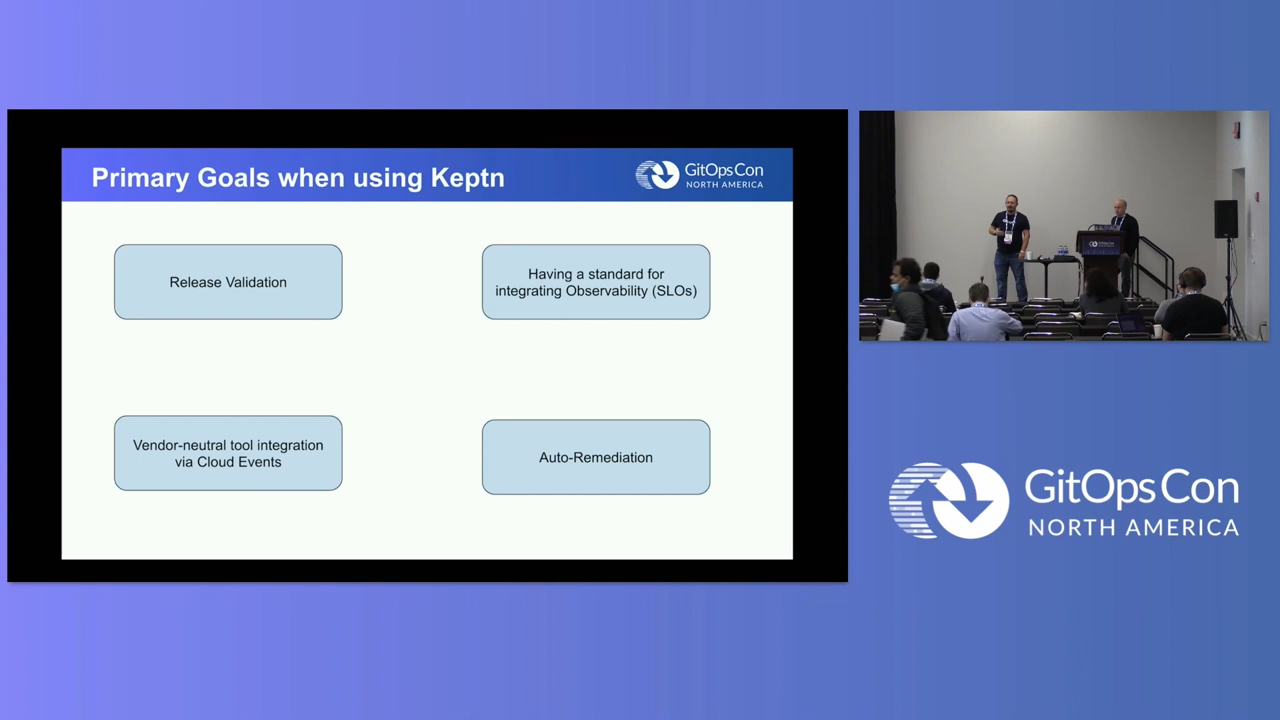 Primary Goals when using Keptn
GitOpsCon
NORTH AMERICA
Release Validation
Having a standard for
integrating Observability (SLOs)
Vendor-neutral tool integration
via Cloud Events
Auto-Remediation
GitOpsCon
NORTH AMERICA